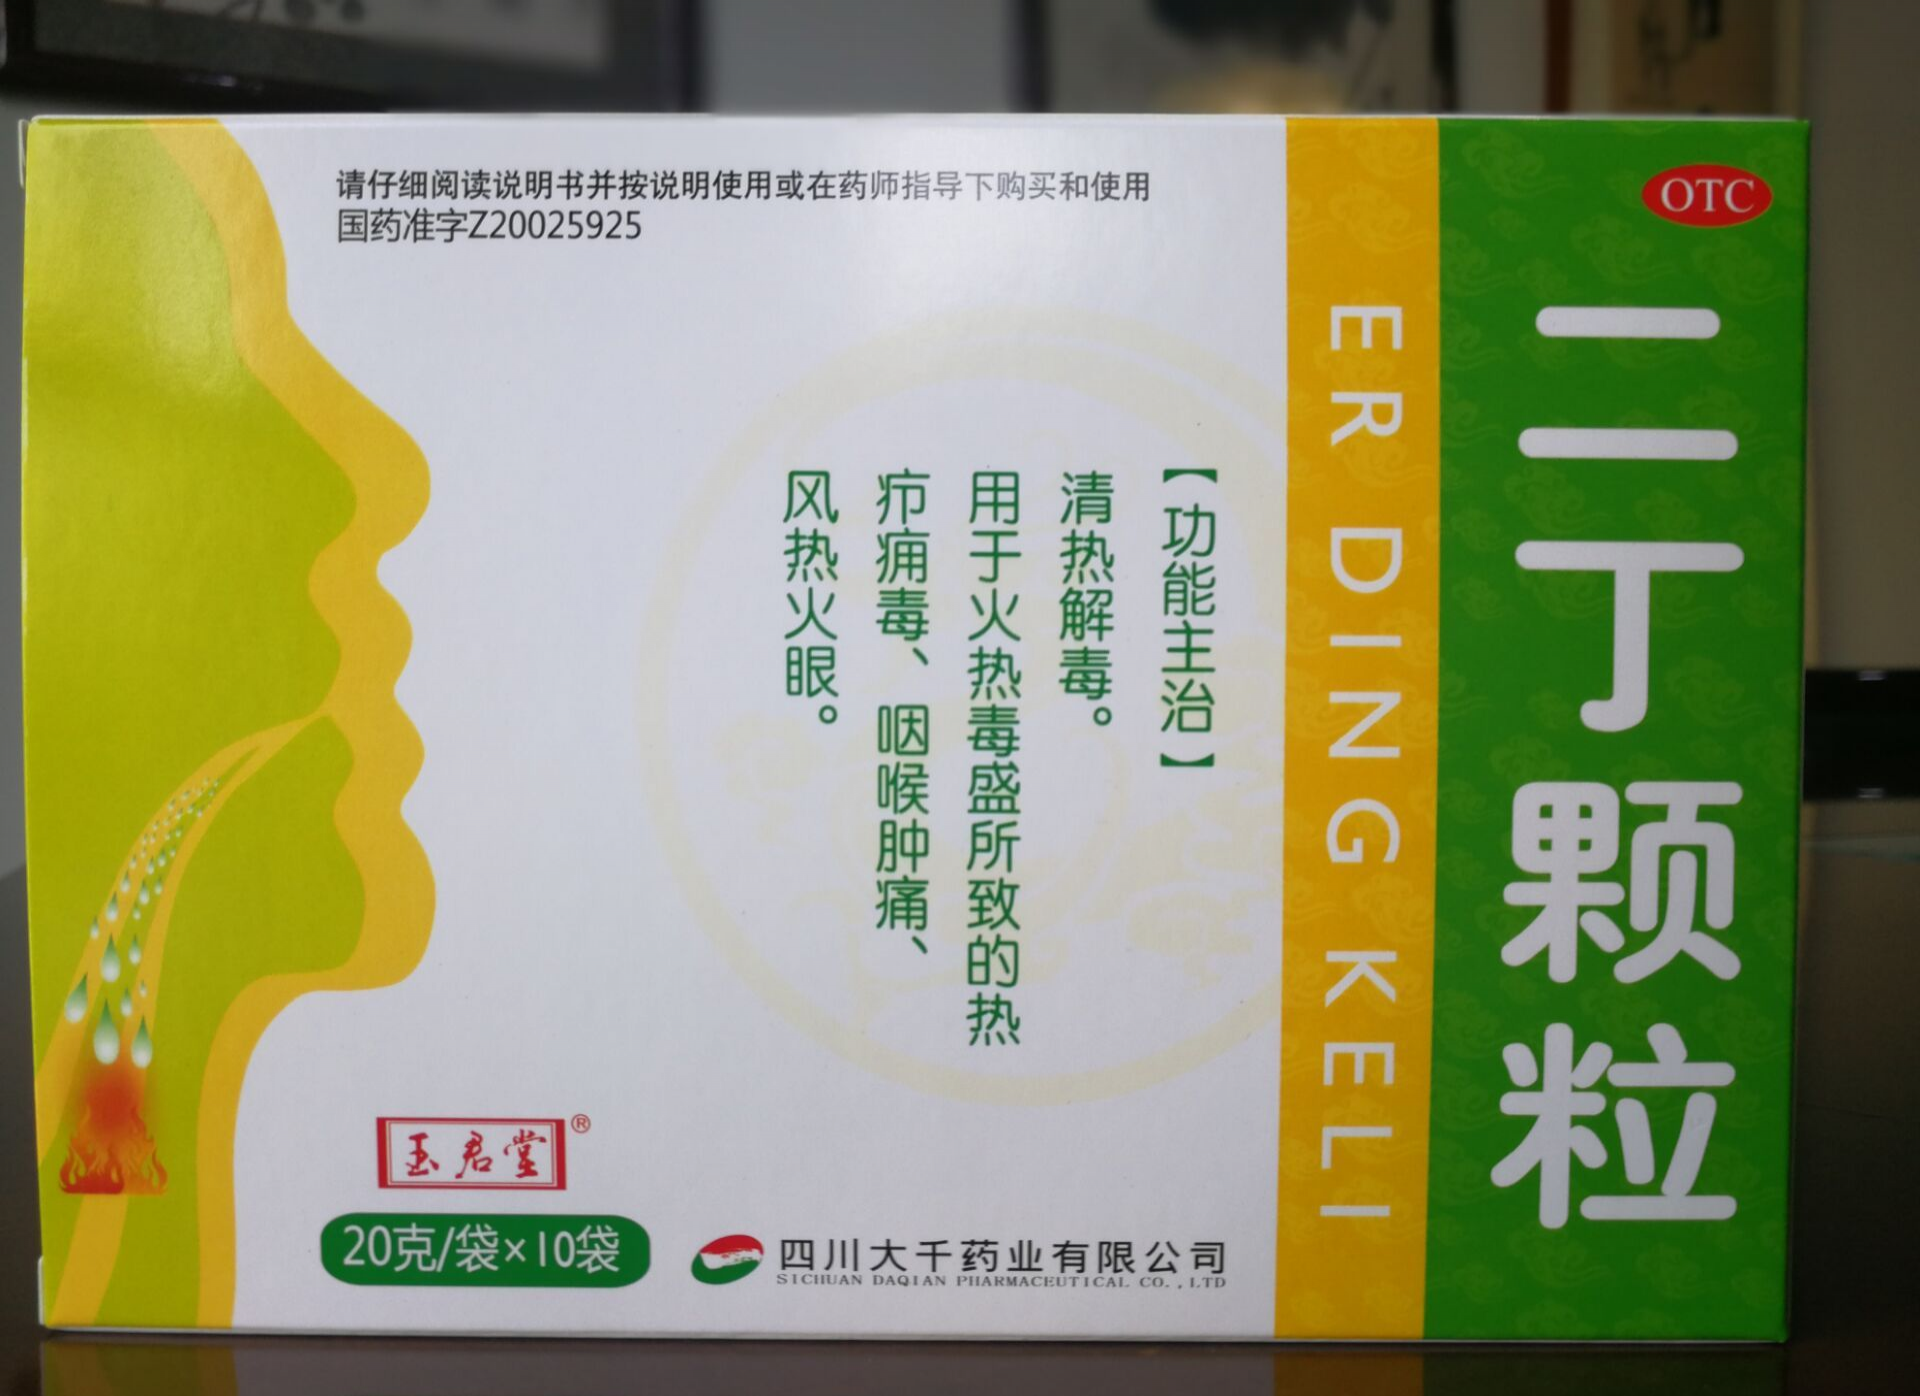 请仔细阅读说明书并按说明使用或在药师指导下购买和使用
国药准字Z20025925
OTC
二丁颗粒
ER DING KELI
【功能主治】
清热解毒。
用于火热毒盛所致的热
疖痈毒、咽喉肿痛、
风热火眼。
玉君堂®
20克/袋×10袋
四川大千药业有限公司
SICHUAN DAQIAN PHARMACEUTICAL CO.,LTD